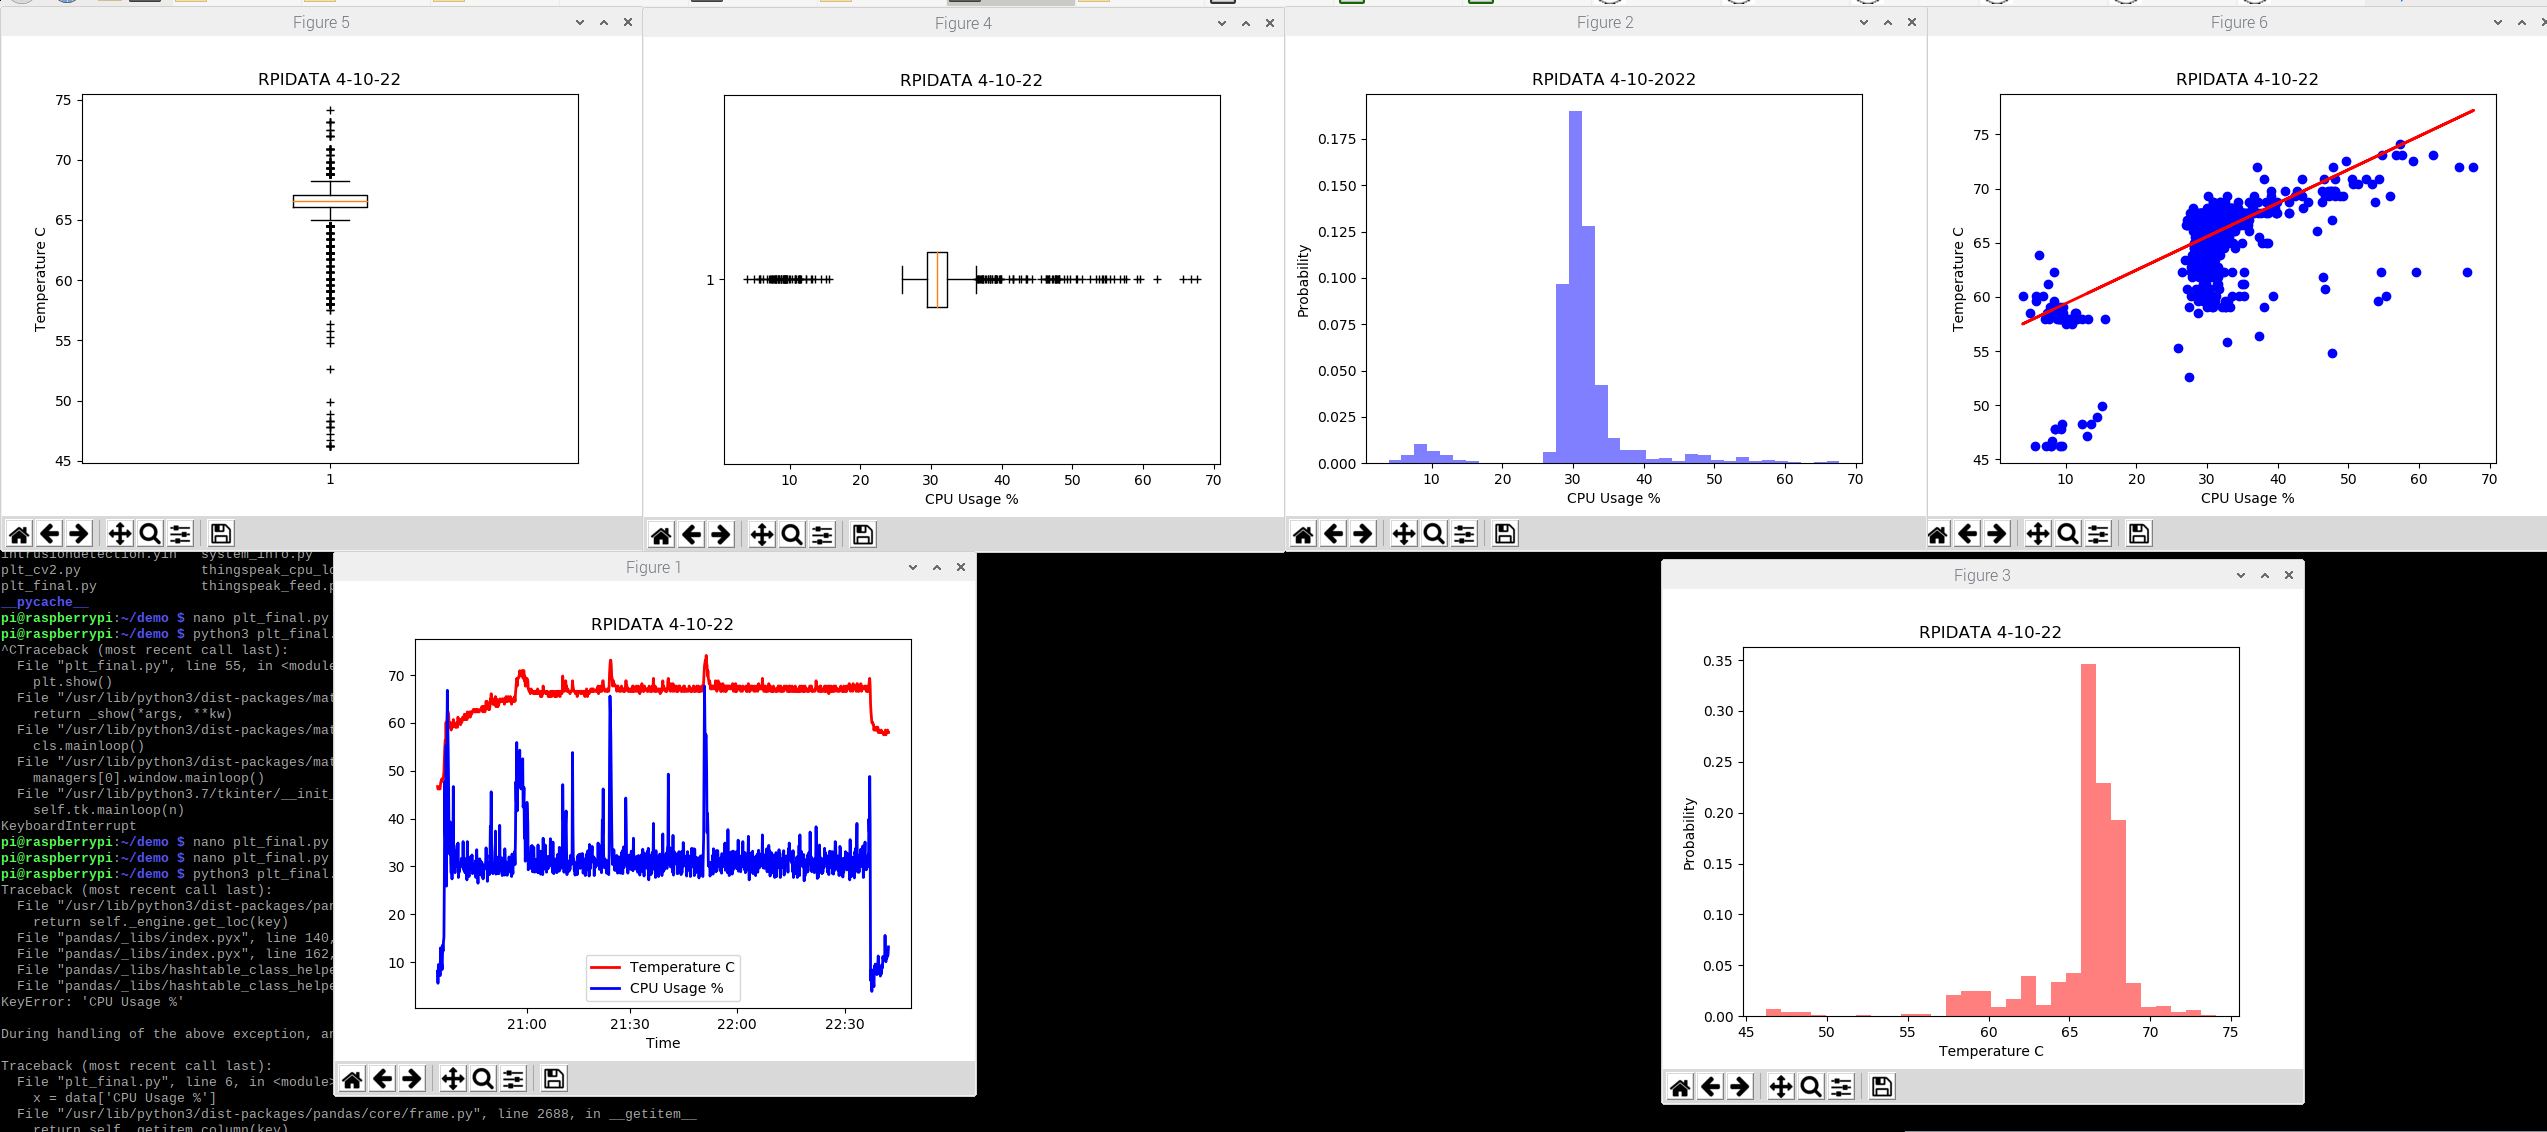 Figure 5
RPIDATA 4-10-22
75
70
65
60
55
50
45
Temperature C
1
Figure 4
RPIDATA 4-10-22
1
10 20 30 40 50 60 70
CPU Usage %
Figure 2
RPIDATA 4-10-2022
0.175
0.150
0.125
0.100
0.075
0.050
0.025
0.000
Probability
10 20 30 40 50 60 70
CPU Usage %
Figure 6
RPIDATA 4-10-22
75
70
65
60
55
50
45
Temperature C
10 20 30 40 50 60 70
CPU Usage %
intrusiondetection.yin system_info.py
plt_cv2.py thingspeak_cpu_lo
plt_final.py thingspeak_feed.p
__pycache__
pi@raspberrypi:~/demo $ nano plt_final.py
pi@raspberrypi:~/demo $ python3 plt_final.
^CTraceback (most recent call last):
File "plt_final.py", line 55, in <module
plt.show()
File "/usr/lib/python3/dist-packages/mat
return _show(*args, **kw)
File "/usr/lib/python3/dist-packages/mat
cls.mainloop()
File "/usr/lib/python3/dist-packages/mat
managers[0].window.mainloop()
File "/usr/lib/python3.7/tkinter/__init_
self.tk.mainloop(n)
KeyboardInterrupt
pi@raspberrypi:~/demo $ nano plt_final.py
pi@raspberrypi:~/demo $ nano plt_final.py
pi@raspberrypi:~/demo $ python3 plt_final.
Traceback (most recent call last):
File "/usr/lib/python3/dist-packages/pan
return self._engine.get_loc(key)
File "pandas/_libs/index.pyx", line 140,
File "pandas/_libs/index.pyx", line 162,
File "pandas/_libs/hashtable_class_helpe
File "pandas/_libs/hashtable_class_helpe
KeyError: 'CPU Usage %'
During handling of the above exception, an
Traceback (most recent call last):
File "plt_final.py", line 6, in <module>
x = data['CPU Usage %']
File "/usr/lib/python3/dist-packages/pandas/core/frame.py", line 2688, in __getitem__
return self._getitem_column(key)
Figure 1
RPIDATA 4-10-22
70
60
50
40
30
20
10
Temperature C
CPU Usage %
21:00 21:30 22:00 22:30
Time
Figure 3
RPIDATA 4-10-22
0.35
0.30
0.25
0.20
0.15
0.10
0.05
0.00
Probability
45 50 55 60 65 70 75
Temperature C